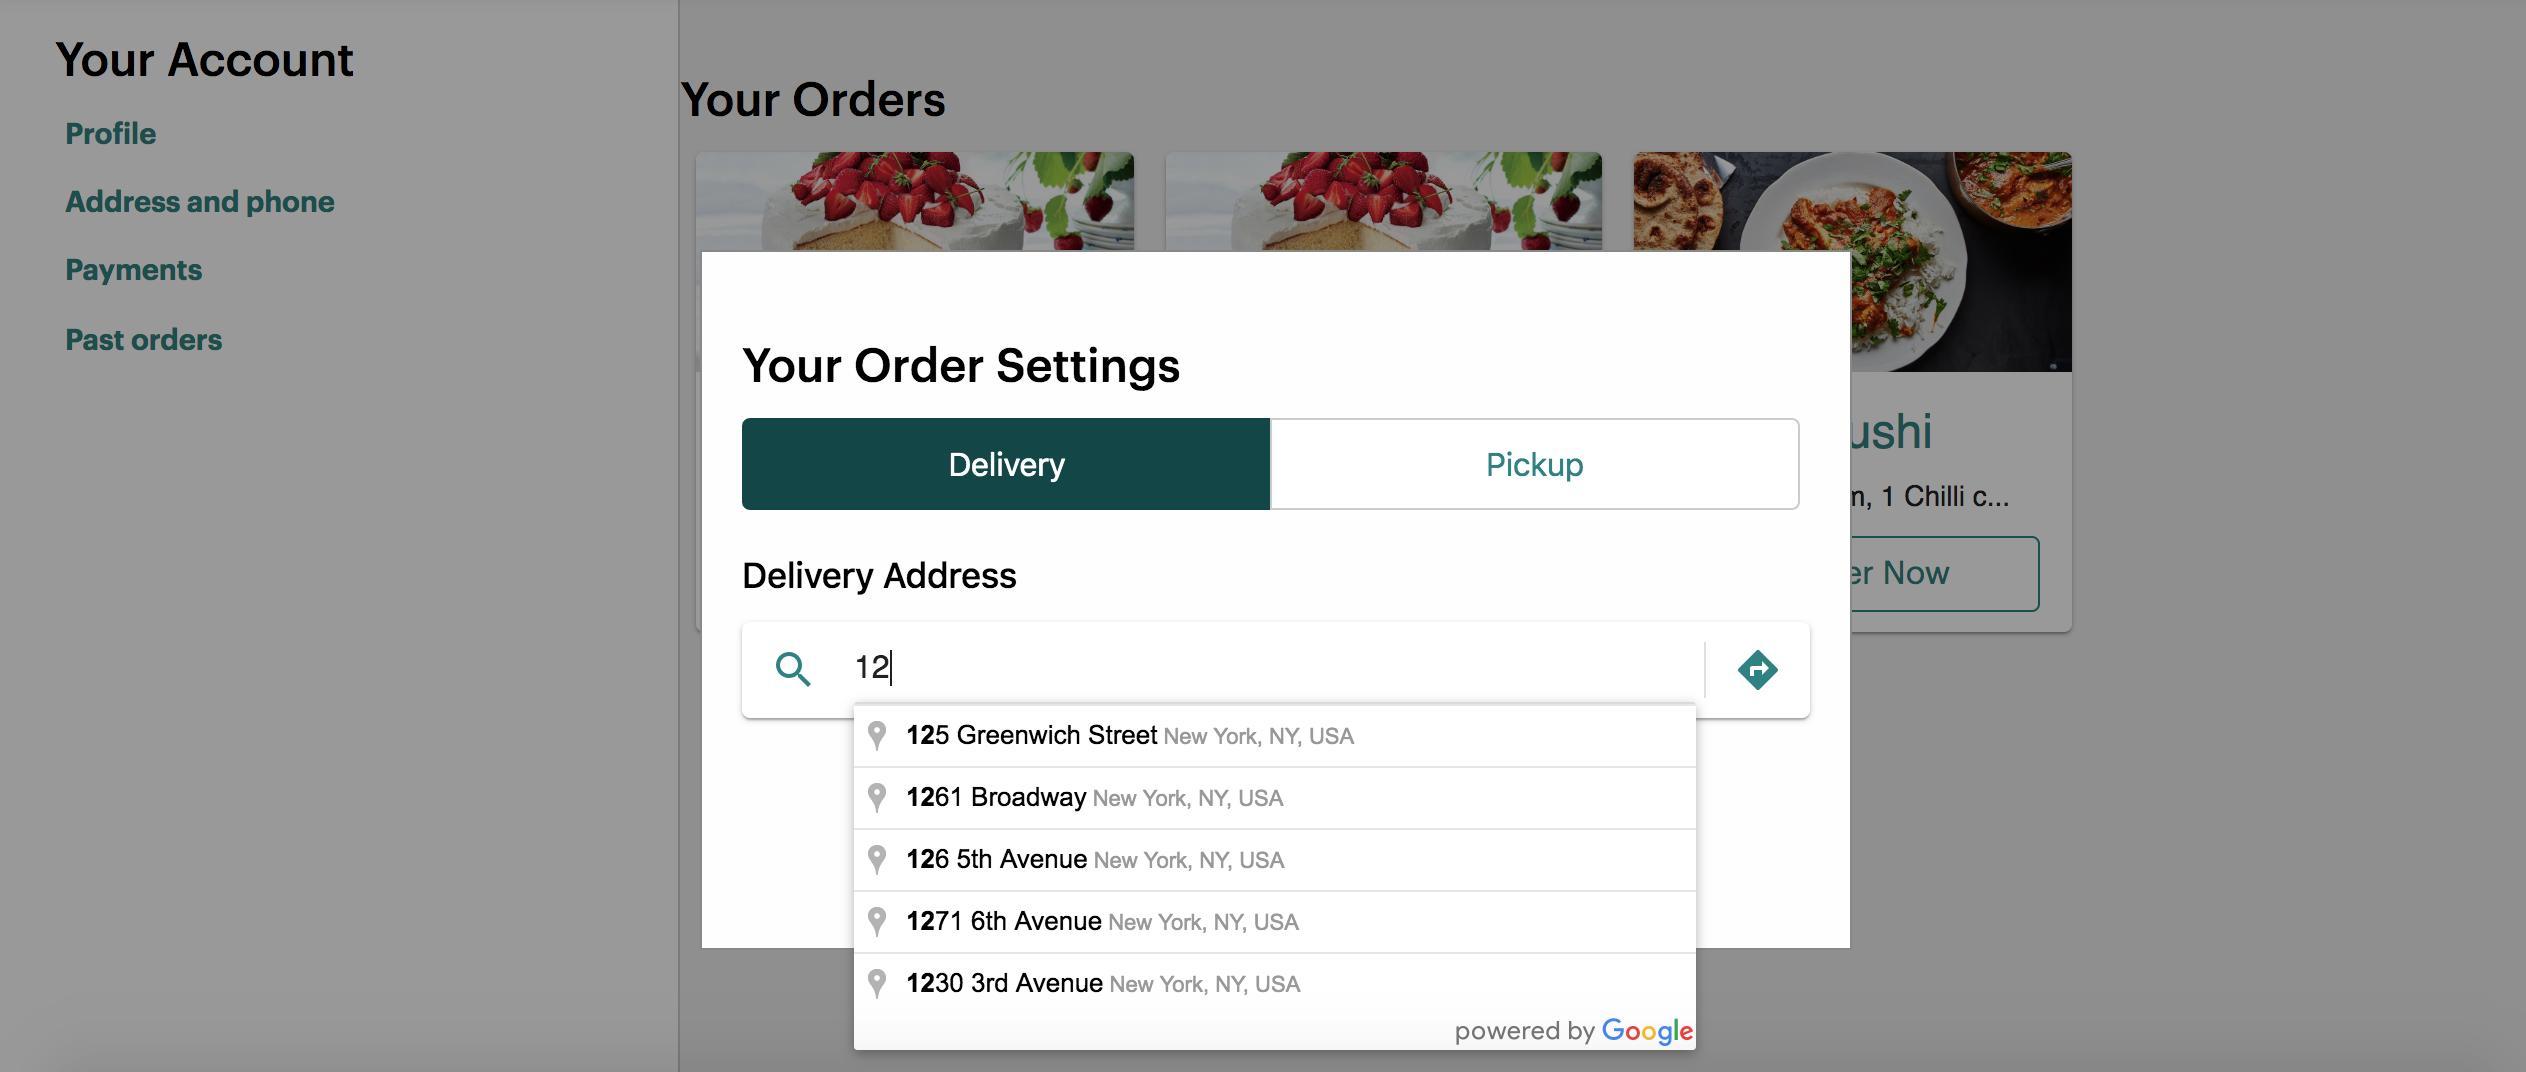 Your Account
Profile
Address and phone
Payments
Past orders
Your Orders
ushi
, 1 Chilli c...
Now
Your Order Settings
Delivery
Pickup
Delivery Address
12
125 Greenwich Street New York, NY, USA
1261 Broadway New York, NY, USA
126 5th Avenue New York, NY, USA
1271 6th Avenue New York, NY, USA
1230 3rd Avenue New York, NY, USA
powered by Google